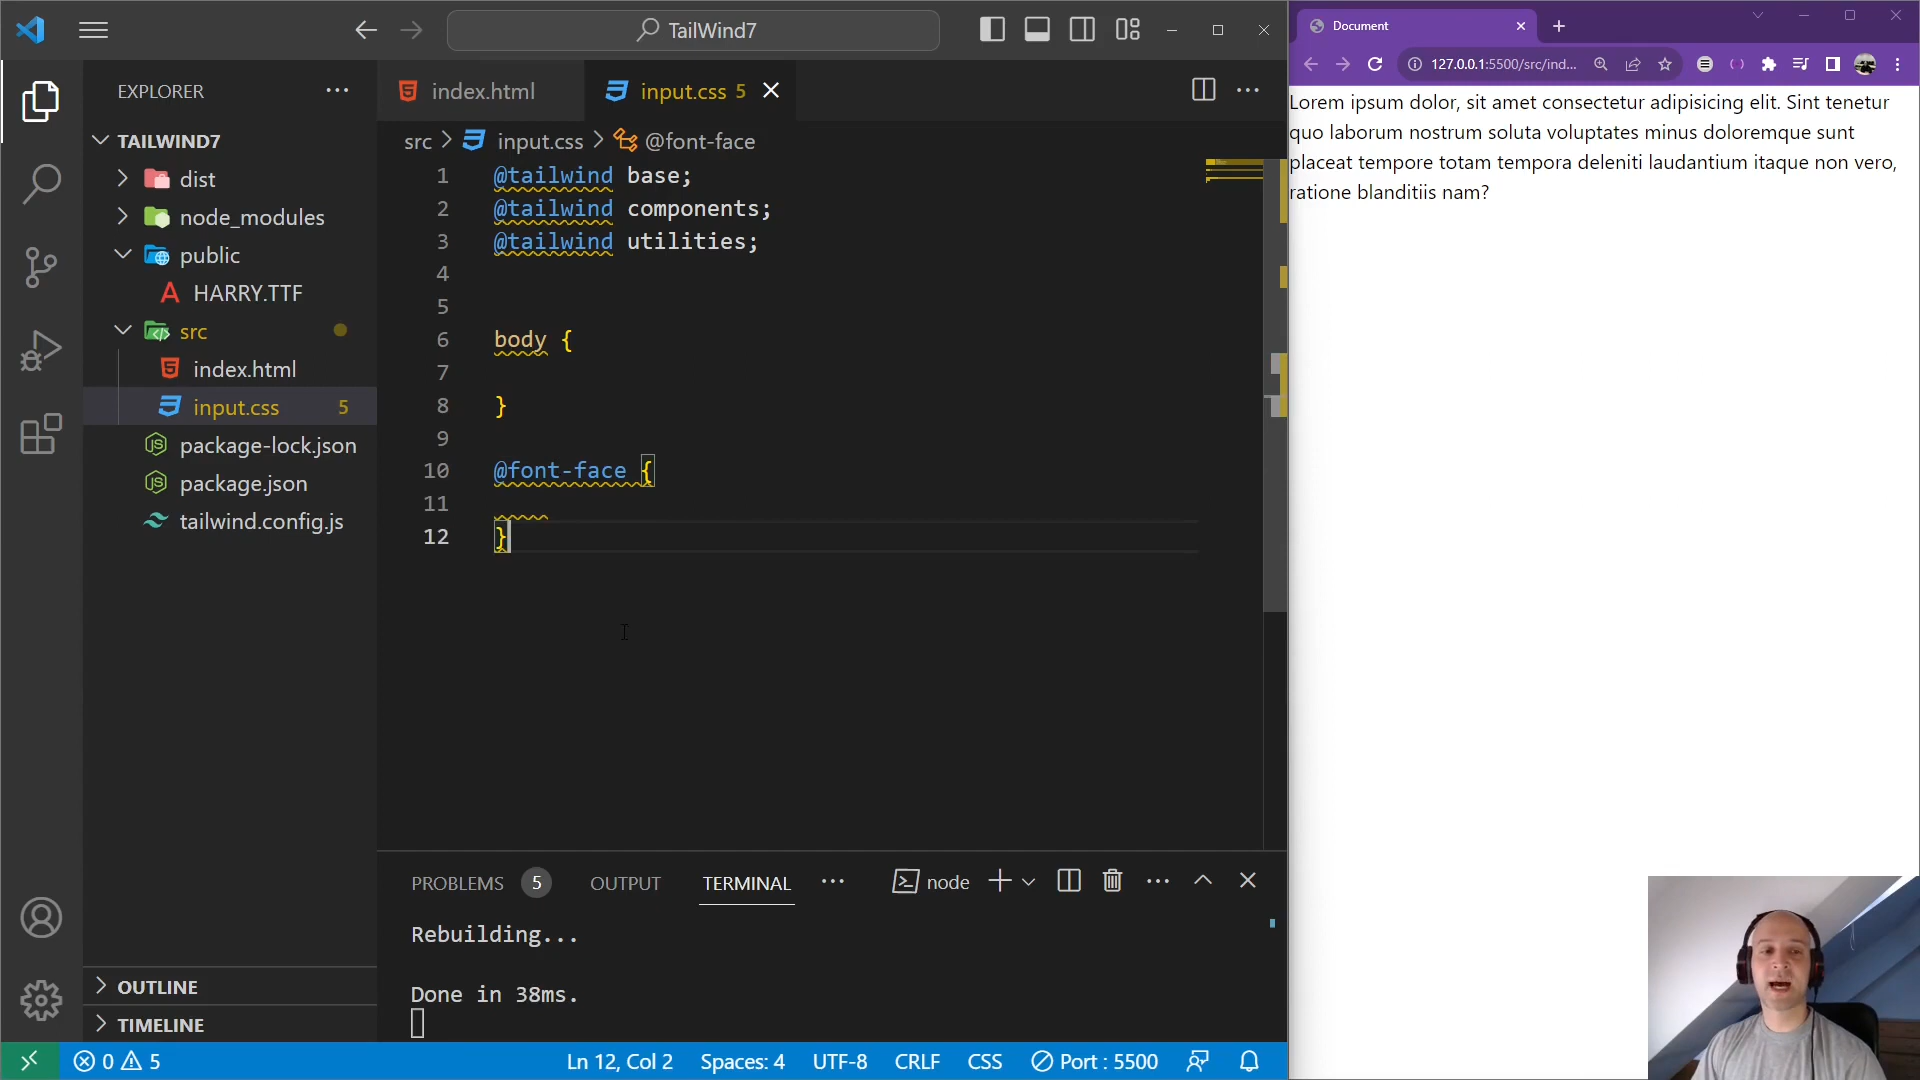 TailWind7
EXPLORER
TAILWIND7
dist
node_modules
public
HARRY.TTF
src
index.html
input.css 5
package-lock.json
package.json
tailwind.config.js
OUTLINE
TIMELINE
index.html
input.css 5
src > input.css > @font-face
1 @tailwind base;
2 @tailwind components;
3 @tailwind utilities;
4
5
6 body {
7
8 }
9
10 @font-face {
11
12 }
PROBLEMS 5 OUTPUT TERMINAL node
Rebuilding...
Done in 38ms.
0 5 Ln 12, Col 2 Spaces: 4 UTF-8 CRLF CSS Port : 5500
Document
127.0.0.1:5500/src/ind...
Lorem ipsum dolor, sit amet consectetur adipisicing elit. Sint tenetur
quo laborum nostrum soluta voluptates minus doloremque sunt
placeat tempore totam tempora deleniti laudantium itaque non vero,
ratione blanditiis nam?